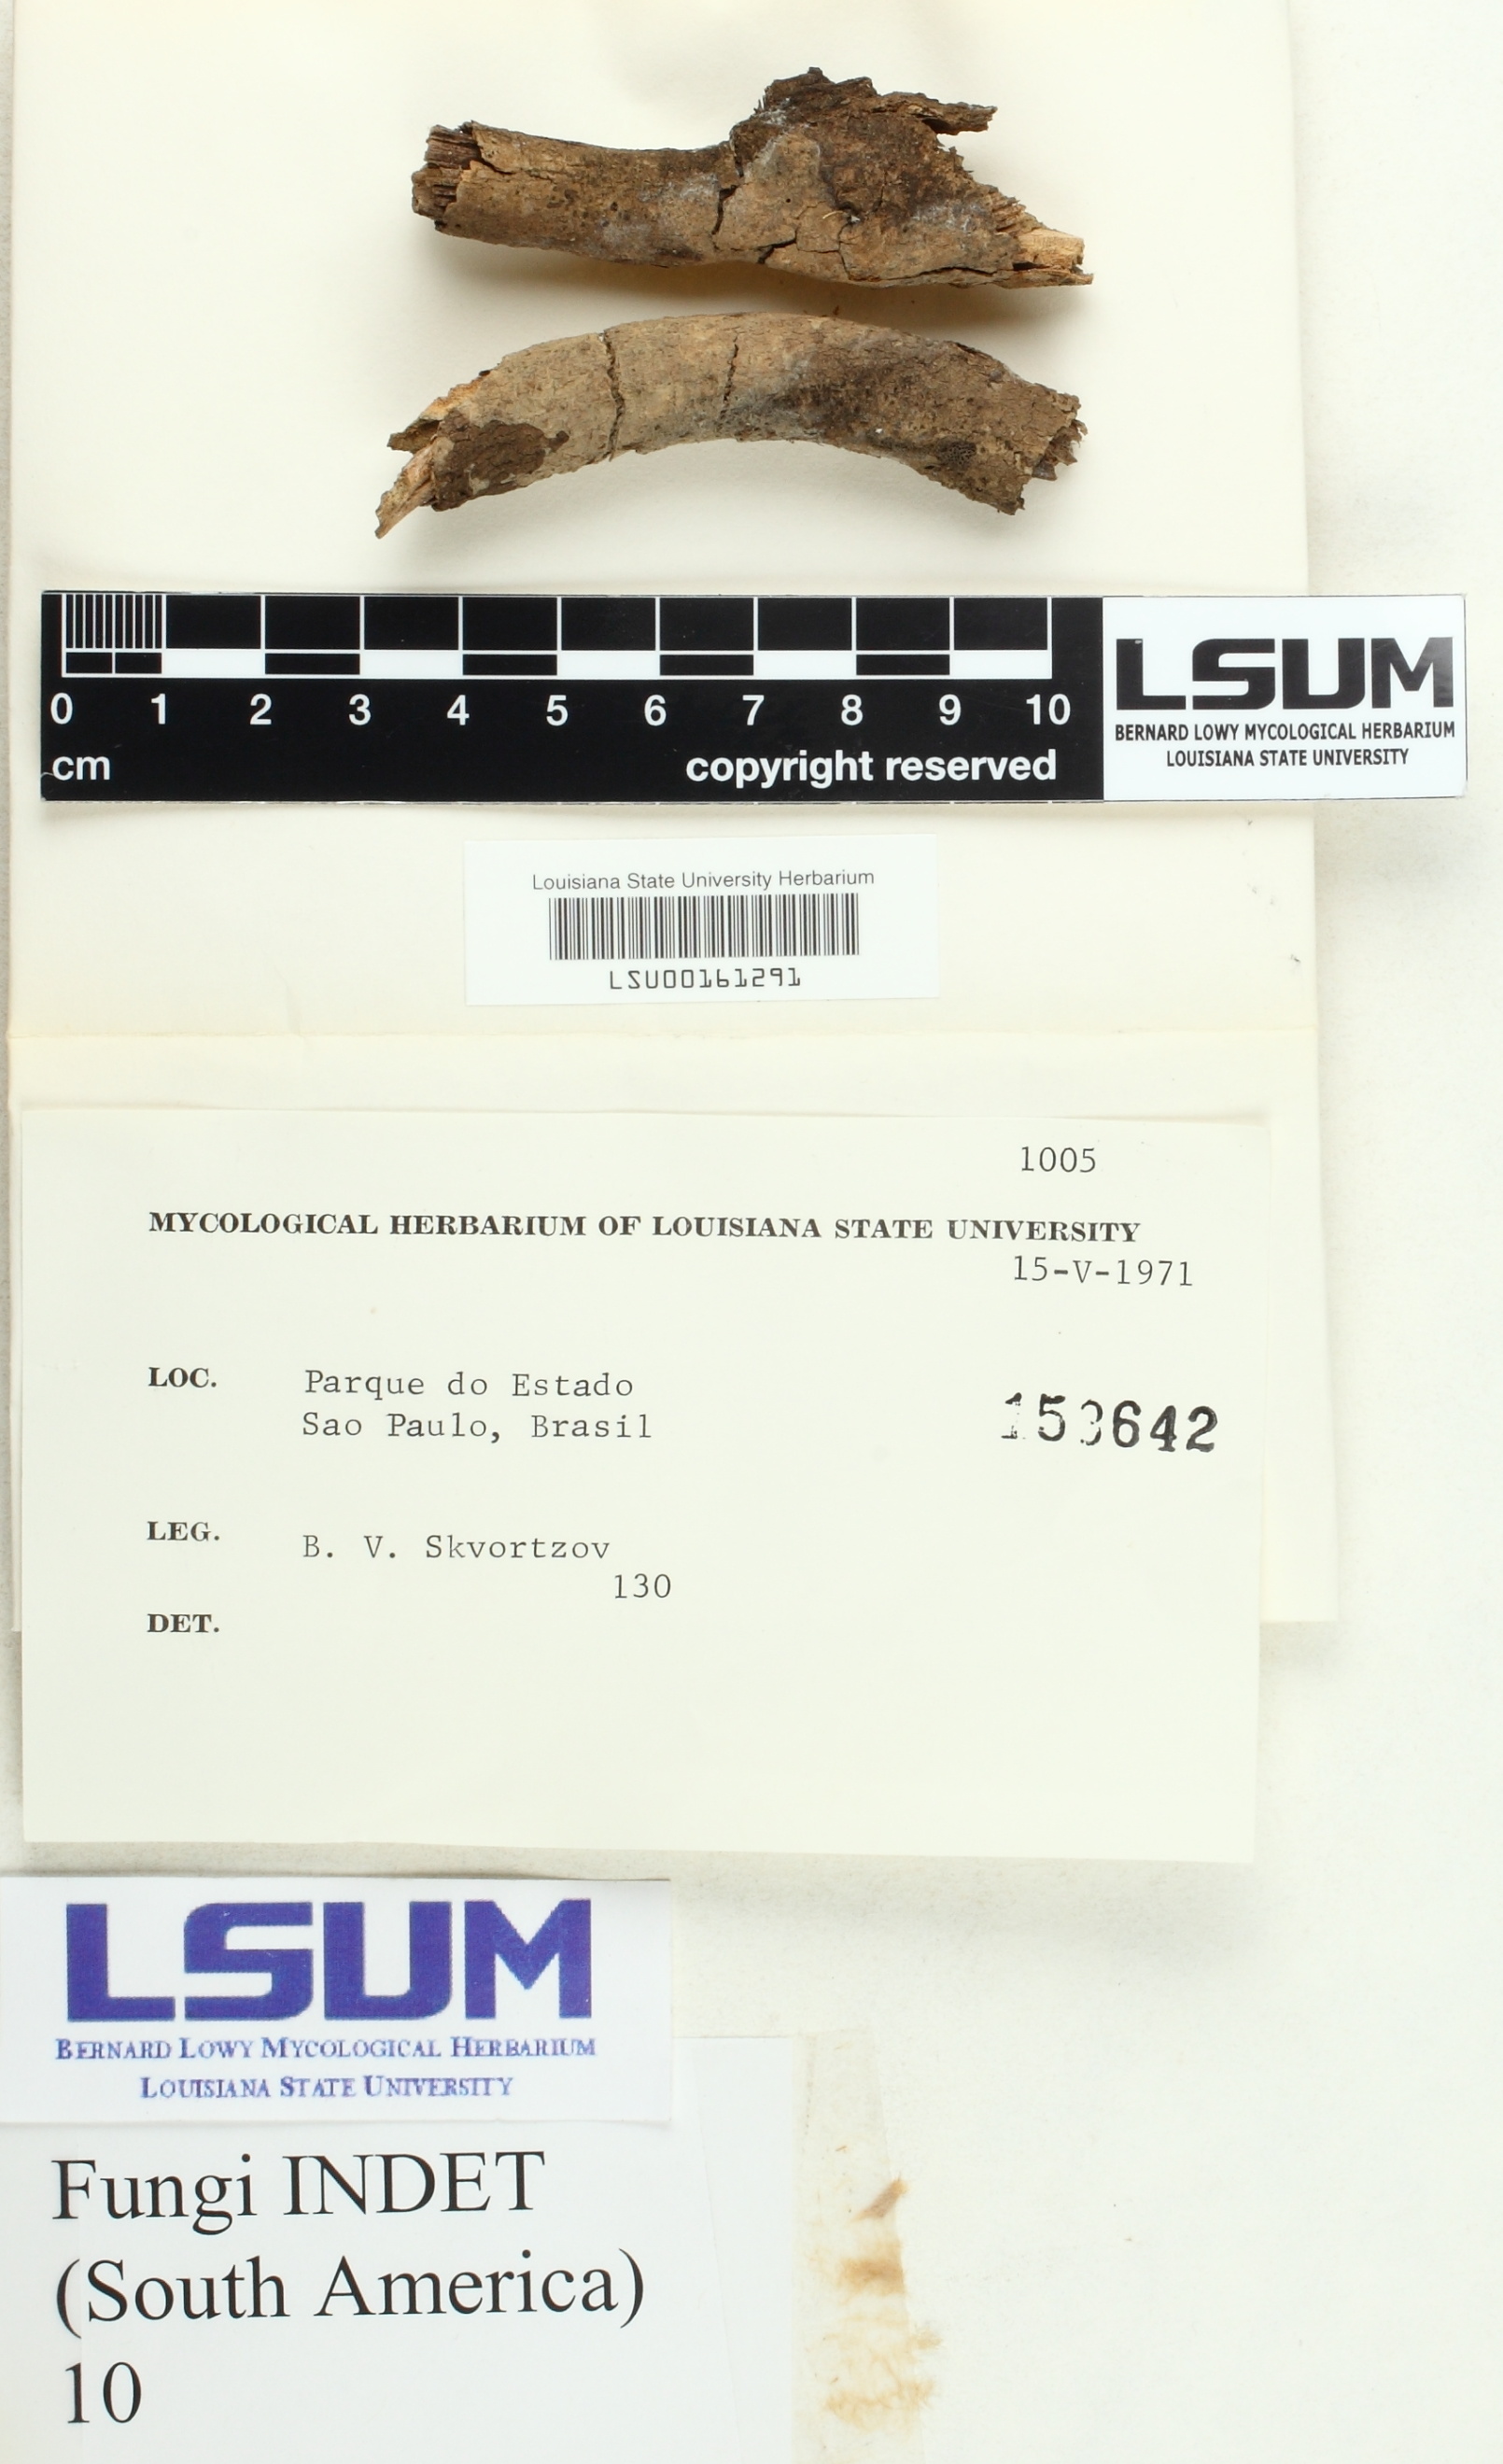 0 1 2 3 4 5 6 7 8 9 10
cm copyright reserved
LSUM
BERNARD LOWY MYCOLOGICAL HERBARIUM
LOUISIANA STATE UNIVERSITY
Louisiana State University Herbarium
LSU00161291
1005
MYCOLOGICAL HERBARIUM OF LOUISIANA STATE UNIVERSITY
15-V-1971
LOC. Parque do Estado
Sao Paulo, Brasil
153642
LEG. B. V. Skvortzov
130
DET.
LSUM
BERNARD LOWY MYCOLOGICAL HERBARIUM
LOUISIANA STATE UNIVERSITY
Fungi INDET
(South America)
10